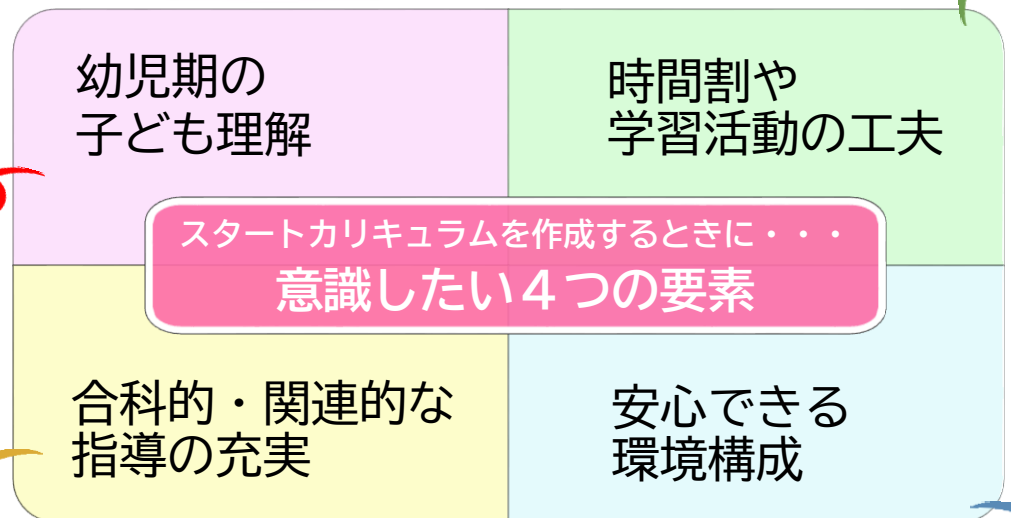 幼児期の
子ども理解
時間割や
学習活動の工夫
スタートカリキュラムを作成するときに・・・
意識したい４つの要素
合科的・関連的な
指導の充実
安心できる
環境構成